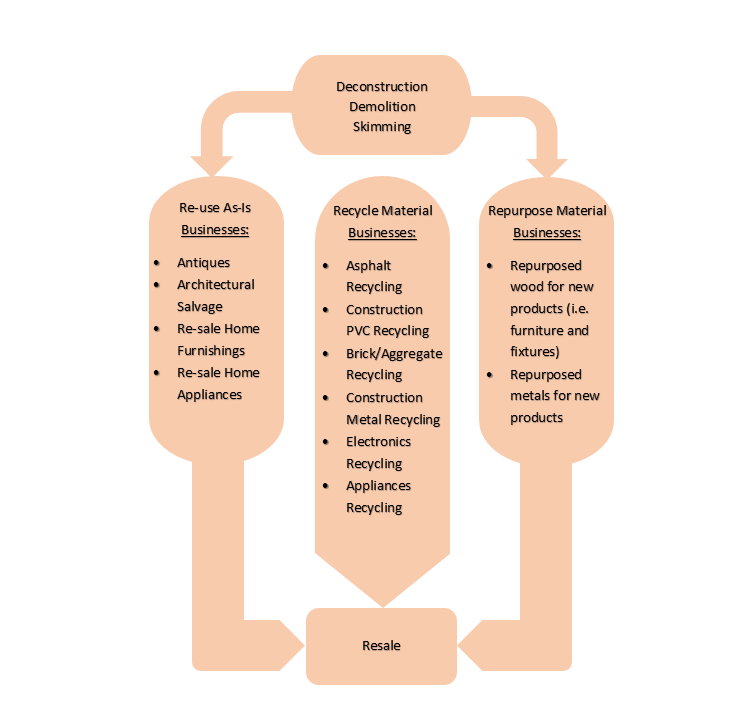 Deconstruction
Demolition
Skimming
Re-use As-Is
Businesses:
• Antiques
• Architectural
Salvage
• Re-sale Home
Furnishings
• Re-sale Home
Appliances
Recycle Material
Businesses:
• Asphalt
Recycling
• Construction
PVC Recycling
• Brick/Aggregate
Recycling
• Construction
Metal Recycling
• Electronics
Recycling
• Appliances
Recycling
Repurpose Material
Businesses:
• Repurposed
wood for new
products (i.e.
furniture and
fixtures)
• Repurposed
metals for new
products
Resale